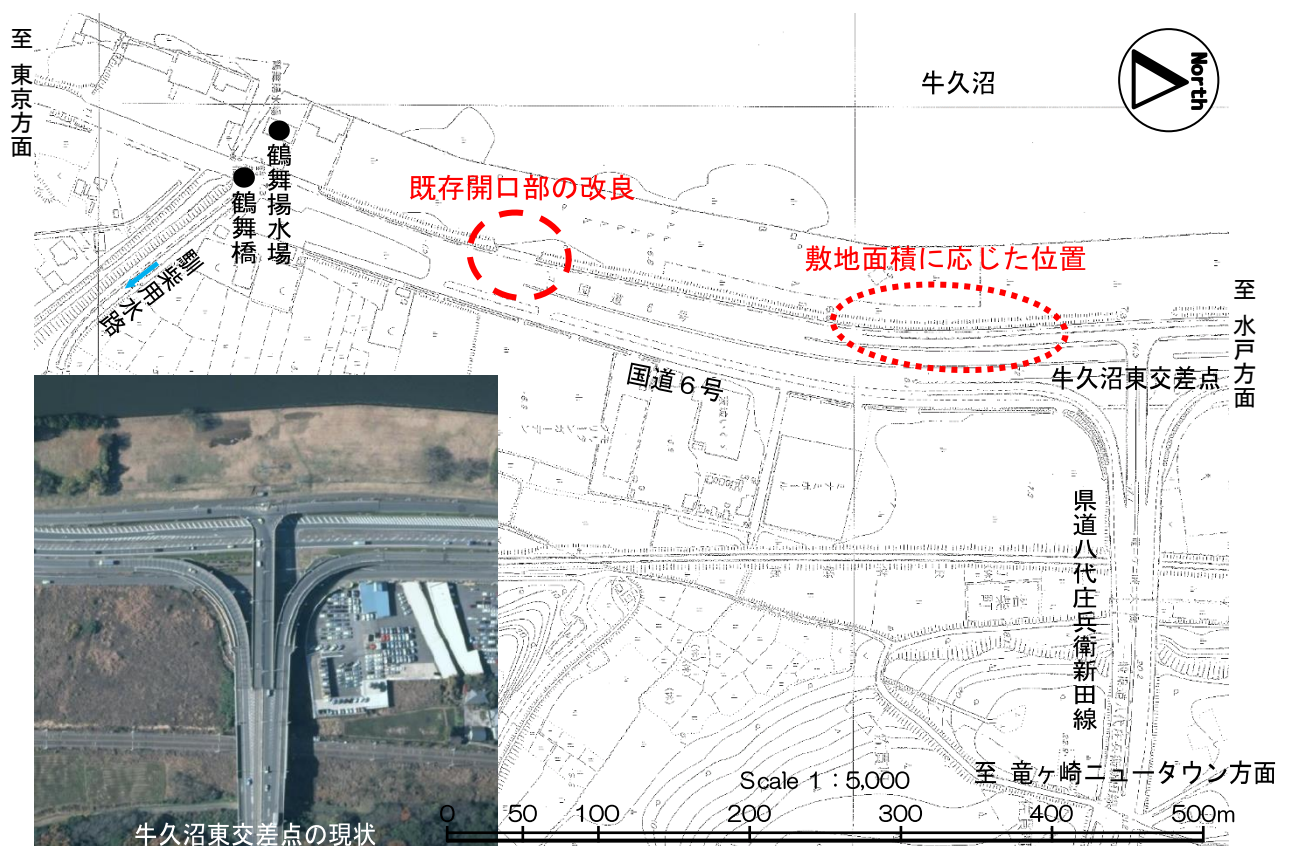 至 東京方面
牛久沼
North
鶴舞揚水場
鶴舞橋
馴柴用水路
既存開口部の改良
敷地面積に応じた位置
至 水戸方面
国道6号
牛久沼東交差点
県道八代庄兵衛新田線
至 竜ヶ崎ニュータウン方面
Scale 1：5,000
0 50 100 200 300 400 500m
牛久沼東交差点の現状